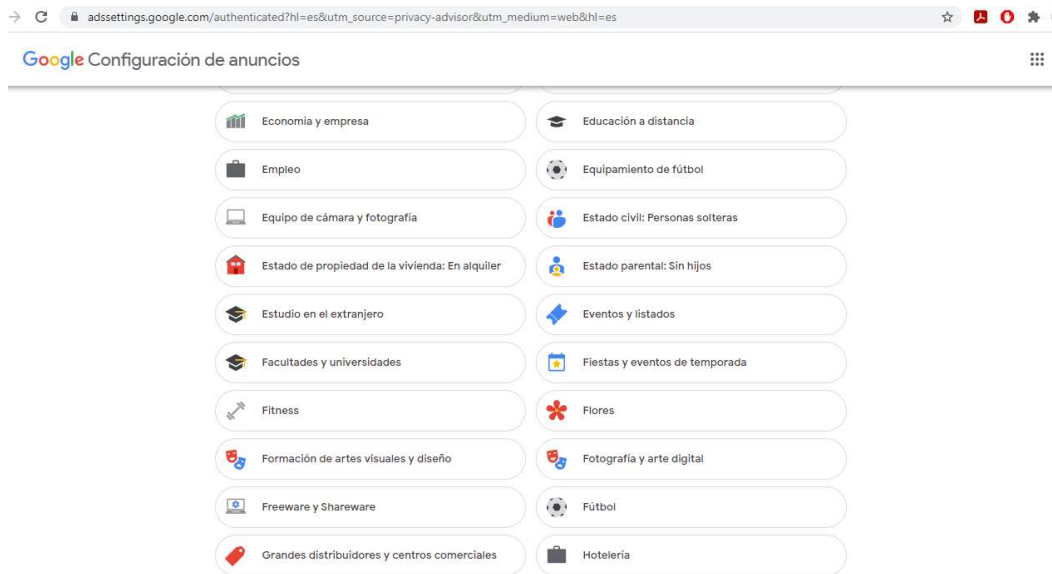 adssettings.google.com/authenticated?hl=es&utm_source=privacy-advisor&utm_medium=web&hl=es
Google Configuración de anuncios
Economía y empresa
Educación a distancia
Empleo
Equipamiento de fútbol
Equipo de cámara y fotografía
Estado civil: Personas solteras
Estado de propiedad de la vivienda: En alquiler
Estado parental: Sin hijos
Estudio en el extranjero
Eventos y listados
Facultades y universidades
Fiestas y eventos de temporada
Fitness
Flores
Formación de artes visuales y diseño
Fotografía y arte digital
Freeware y Shareware
Fútbol
Grandes distribuidores y centros comerciales
Hotelería